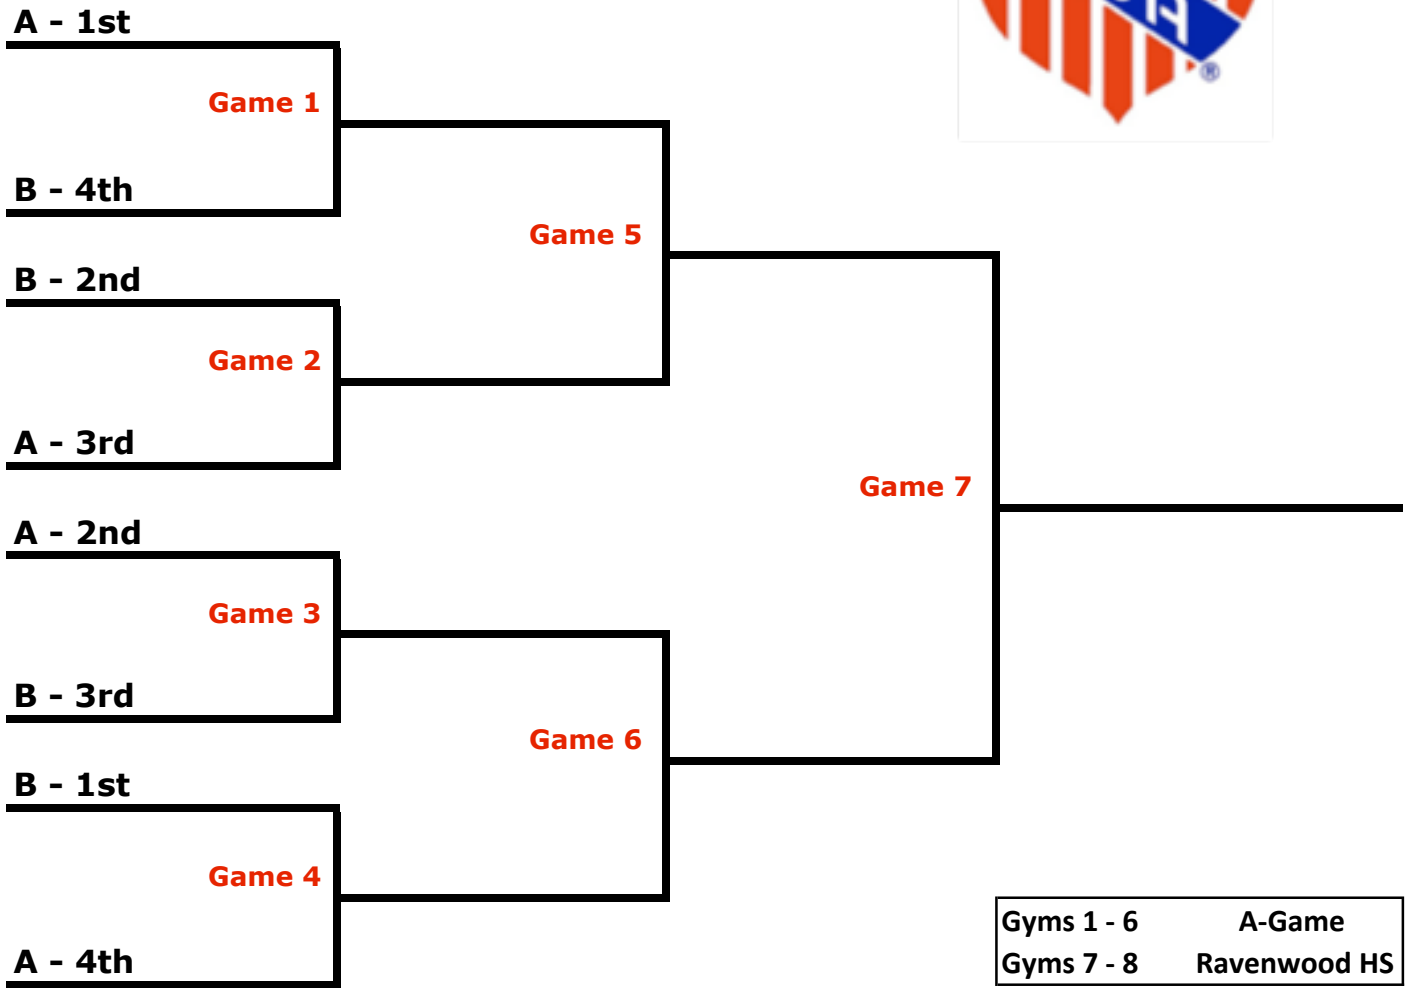 A - 1st
Game 1
B - 4th
Game 5
B - 2nd
Game 2
A - 3rd
Game 7
A - 2nd
Game 3
B - 3rd
Game 6
B - 1st
Game 4
A - 4th
Gyms 1 - 6 A-Game
Gyms 7 - 8 Ravenwood HS
®